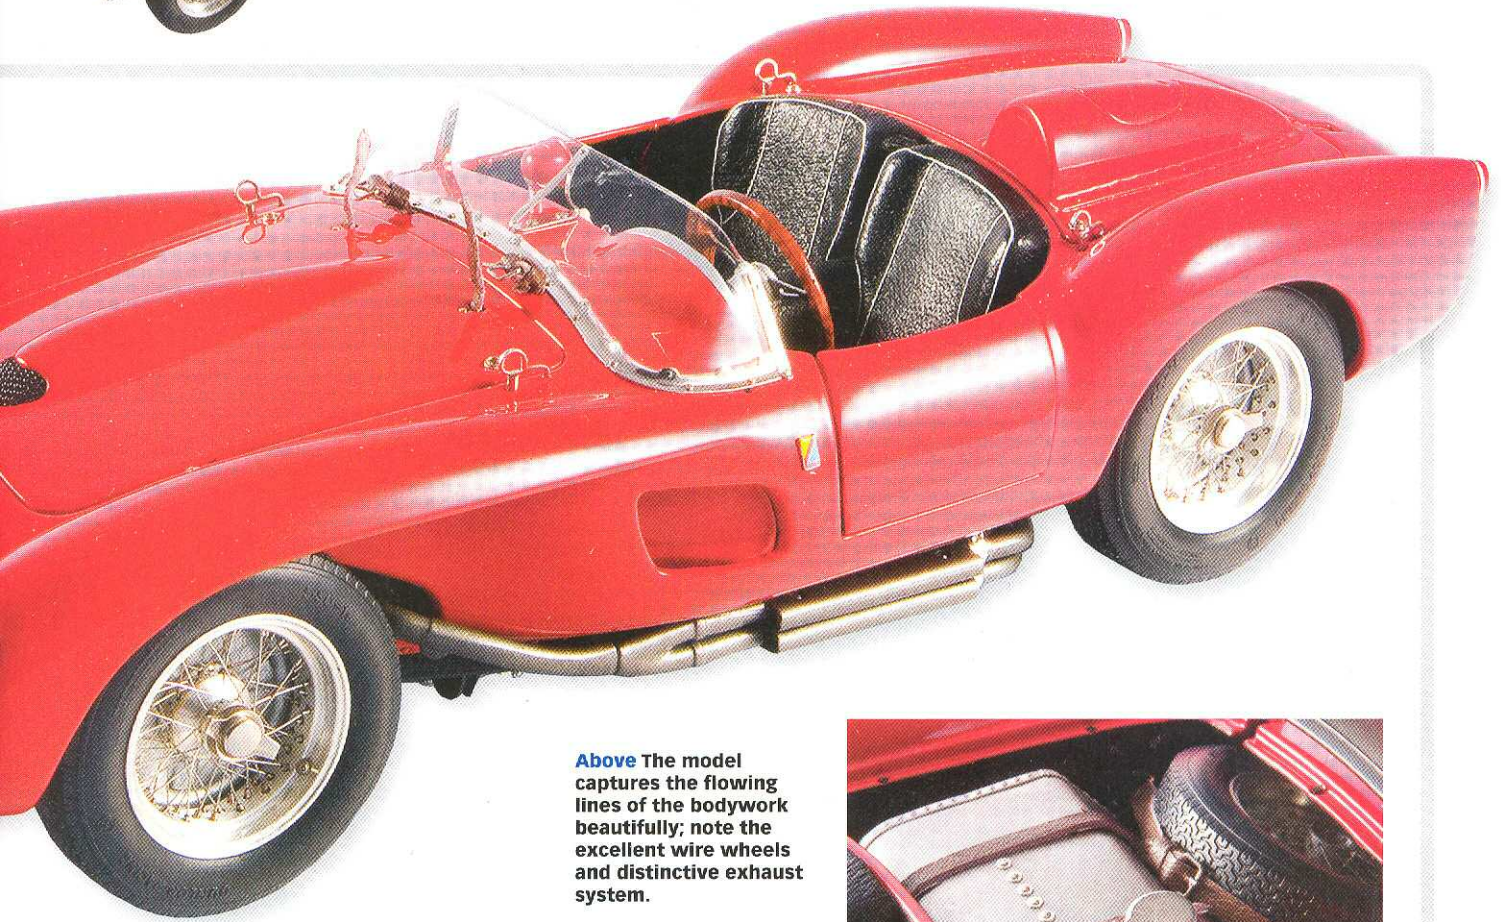 Above The model
captures the flowing
lines of the bodywork
beautifully; note the
excellent wire wheels
and distinctive exhaust
system.